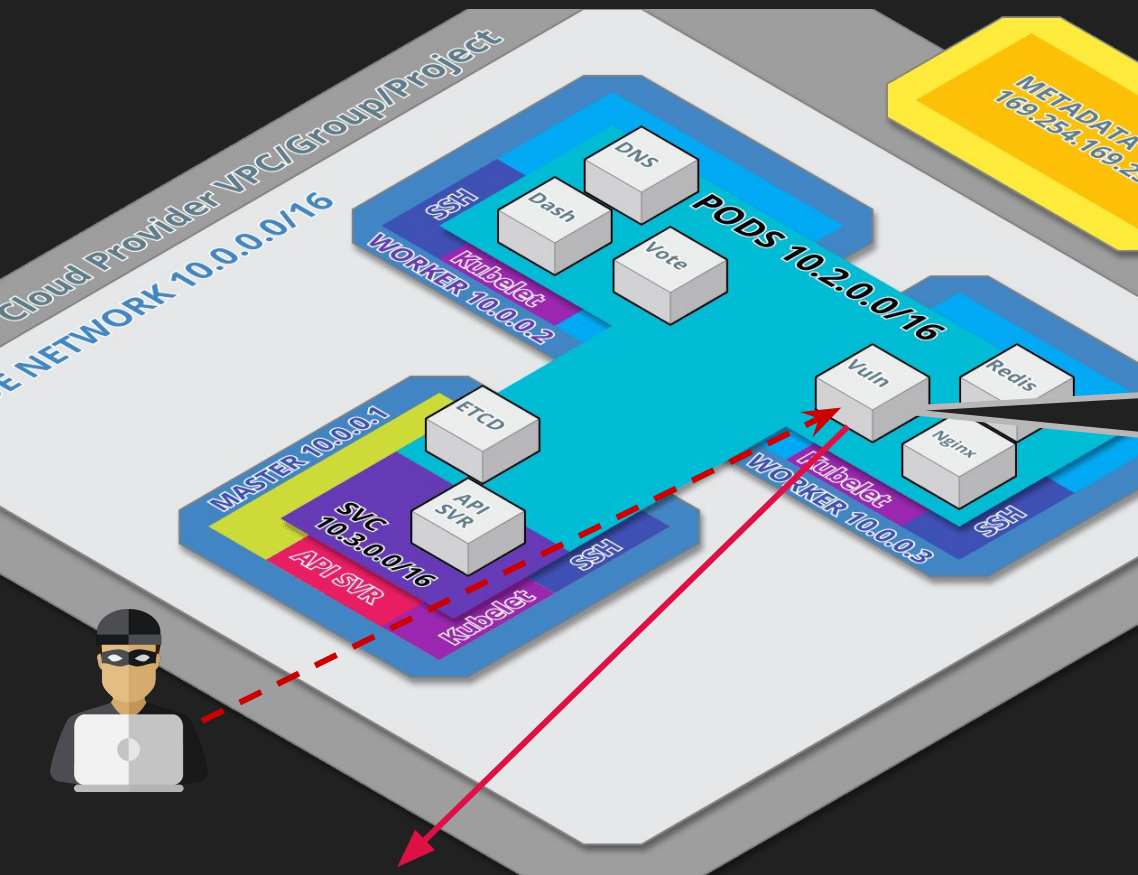 Cloud Provider VPC/Group/Project
E NETWORK 10.0.0.0/16
METADATA
169.254.169.25
DNS
Dash
Vote
SSH
Kubelet
WORKER 10.0.0.2
PODS 10.2.0.0/16
Vuln
Redis
Nginx
Kubelet
WORKER 10.0.0.3
SSH
ETCD
MASTER 10.0.0.1
API
SVR
SVC
10.3.0.0/16
API SVR
Kubelet
SSH